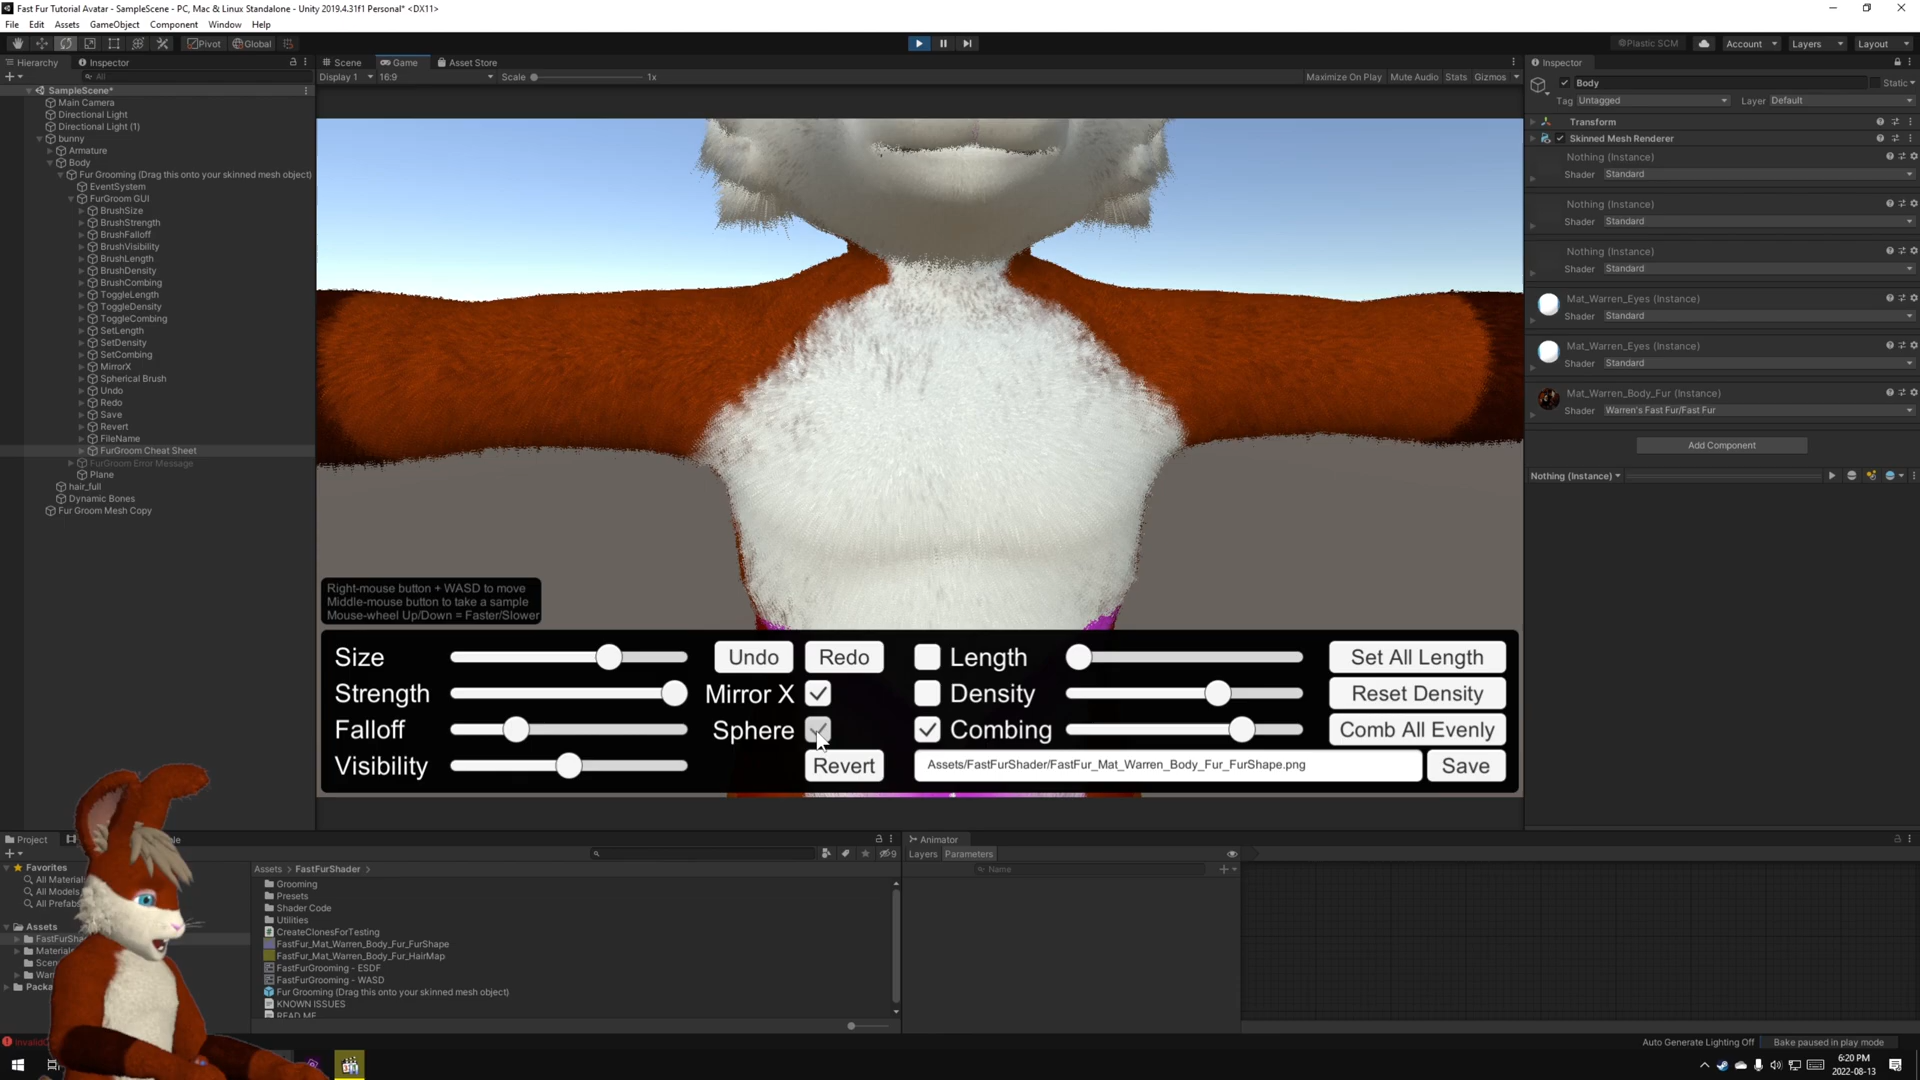 Fast Fur Tutorial Avatar - SampleScene - PC, Mac & Linux Standalone - Unity 2019.4.31f1 Personal* <DX11>
File Edit Assets GameObject Component Window Help
Pivot Global
Plastic SCM Account Layers Layout
Hierarchy Inspector
All
SampleScene*
Main Camera
Directional Light
Directional Light (1)
bunny
Armature
Body
Fur Grooming (Drag this onto your skinned mesh object)
EventSystem
FurGroom GUI
BrushSize
BrushStrength
BrushFalloff
BrushVisibility
BrushLength
BrushDensity
BrushCombing
ToggleLength
ToggleDensity
ToggleCombing
SetLength
SetDensity
SetCombing
MirrorX
Spherical Brush
Undo
Redo
Save
Revert
FileName
FurGroom Cheat Sheet
FurGroom Error Message
Plane
hair_full
Dynamic Bones
Fur Groom Mesh Copy
Scene Game Asset Store
Display 1 16:9 Scale 1x Maximize On Play Mute Audio Stats Gizmos
Right-mouse button + WASD to move
Middle-mouse button to take a sample
Mouse-wheel Up/Down = Faster/Slower
Size Undo Redo Length Set All Length
Strength Mirror X Density Reset Density
Falloff Sphere Combing Comb All Evenly
Visibility Revert Assets/FastFurShader/FastFur_Mat_Warren_Body_Fur_FurShape.png Save
Inspector
Body Static
Tag Untagged Layer Default
Transform
Skinned Mesh Renderer
Nothing (Instance)
Shader Standard
Nothing (Instance)
Shader Standard
Nothing (Instance)
Shader Standard
Mat_Warren_Eyes (Instance)
Shader Standard
Mat_Warren_Eyes (Instance)
Shader Standard
Mat_Warren_Body_Fur (Instance)
Shader Warren's Fast Fur/Fast Fur
Add Component
Nothing (Instance)
Project
Favorites
All Material
All Models
All Prefabs
Assets
FastFurSha
Materia
Scen
War
Packa
9
Assets > FastFurShader >
Grooming
Presets
Shader Code
Utilities
CreateClonesForTesting
FastFur_Mat_Warren_Body_Fur_FurShape
FastFur_Mat_Warren_Body_Fur_HairMap
FastFurGrooming - ESDF
FastFurGrooming - WASD
Fur Grooming (Drag this onto your skinned mesh object)
KNOWN ISSUES
READ ME
Animator
Layers Parameters
Name
Auto Generate Lighting Off Bake paused in play mode
6:20 PM
2022-08-13